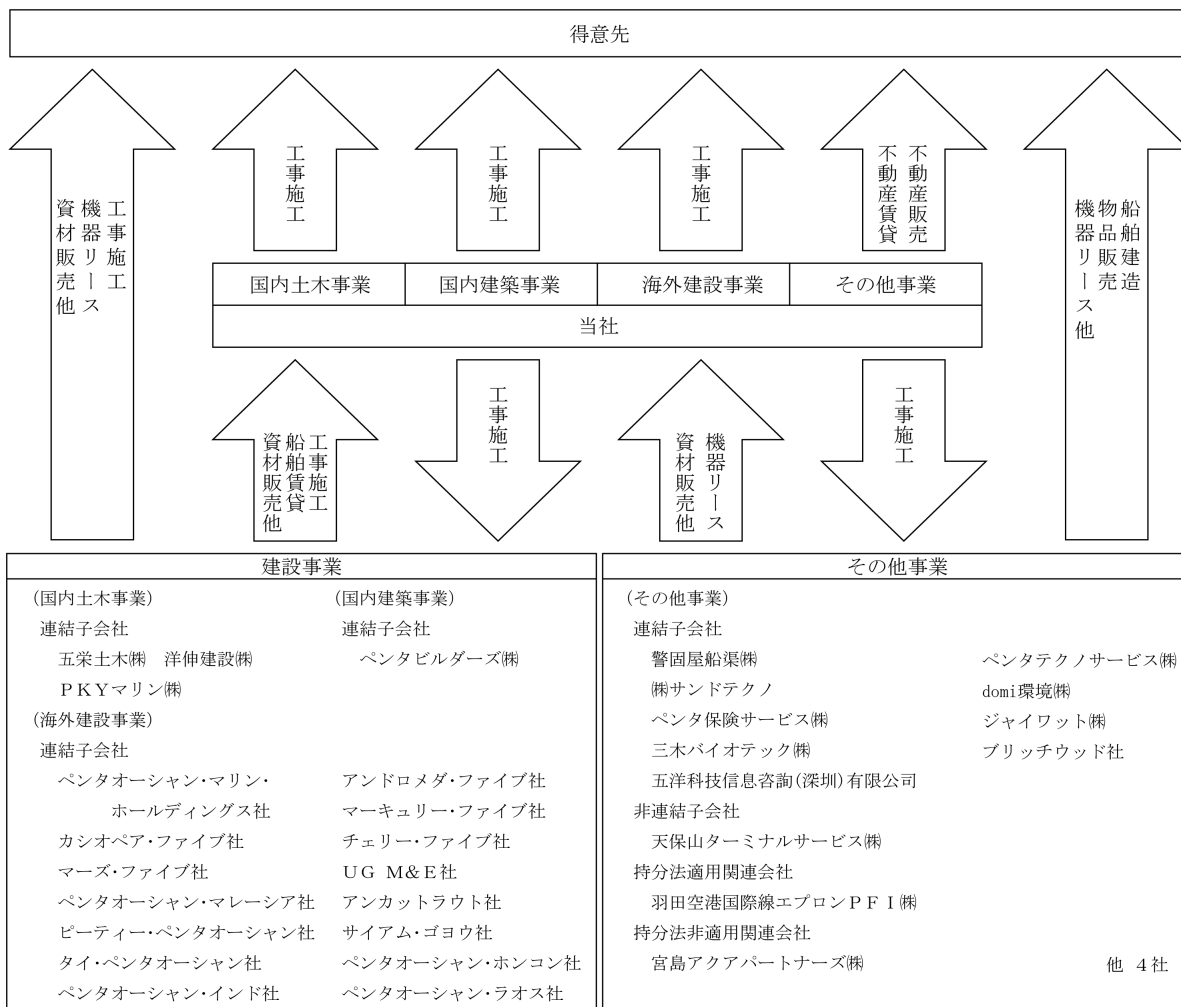 得意先
工事施工
機器リース
資材販売他
工事施工
工事施工
工事施工
不動産販売
不動産賃貸
船舶建造
物品販売
機器リース他
国内土木事業
国内建築事業
海外建設事業
その他事業
当社
工事施工
船舶賃貸
資材販売他
工事施工
機器リース
資材販売他
工事施工
建設事業
(国内土木事業)
連結子会社
五栄土木㈱　洋伸建設㈱
ＰＫＹマリン㈱
(国内建築事業)
連結子会社
ペンタビルダーズ㈱
(海外建設事業)
連結子会社
ペンタオーシャン・マリン・
ホールディングス社
カシオペア・ファイブ社
マーズ・ファイブ社
ペンタオーシャン・マレーシア社
ピーティー・ペンタオーシャン社
タイ・ペンタオーシャン社
ペンタオーシャン・インド社
アンドロメダ・ファイブ社
マーキュリー・ファイブ社
チェリー・ファイブ社
ＵＧ Ｍ＆Ｅ社
アンカットラウト社
サイアム・ゴヨウ社
ペンタオーシャン・ホンコン社
ペンタオーシャン・ラオス社
その他事業
(その他事業)
連結子会社
警固屋船渠㈱
㈱サンドテクノ
ペンタ保険サービス㈱
三木バイオテック㈱
五洋科技信息咨詢(深圳)有限公司
ペンタテクノサービス㈱
domi環境㈱
ジャイワット㈱
ブリッチウッド社
非連結子会社
天保山ターミナルサービス㈱
持分法適用関連会社
羽田空港国際線エプロンＰＦＩ㈱
持分法非適用関連会社
宮島アクアパートナーズ㈱
他 4社